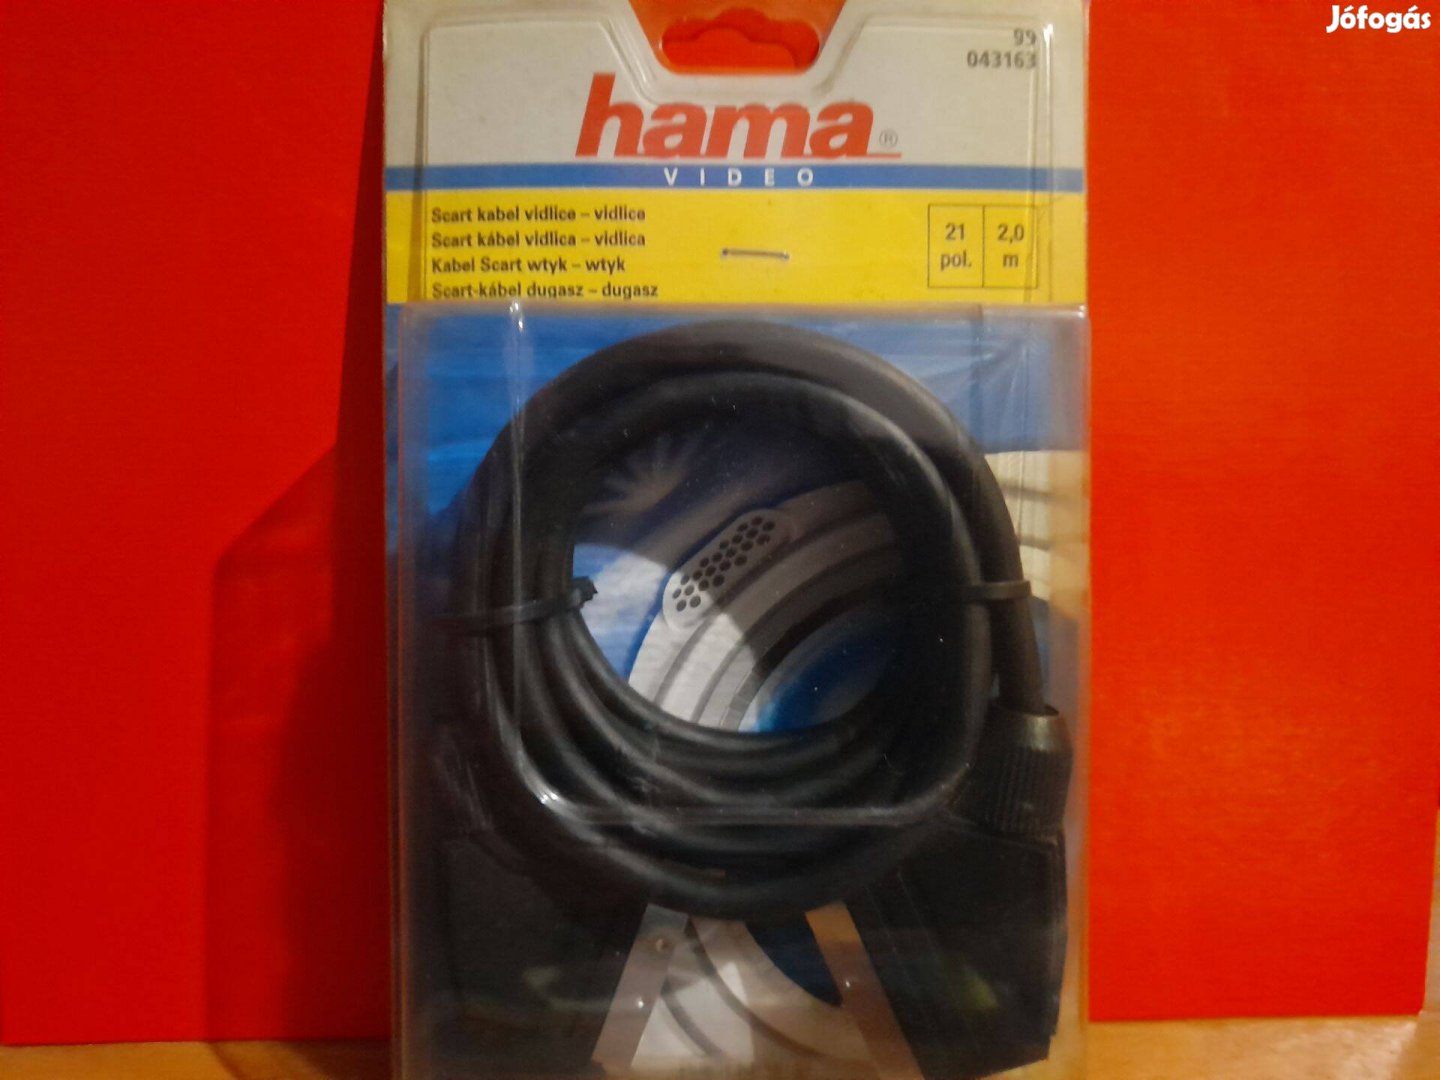 Jófogás
99
043163
hama®
VIDEO
Scart kabel vidlice – vidlice
Scart kábel vidlica – vidlica
Kabel Scart wtyk – wtyk
Scart-kábel dugasz – dugasz
21 pol.
2,0 m